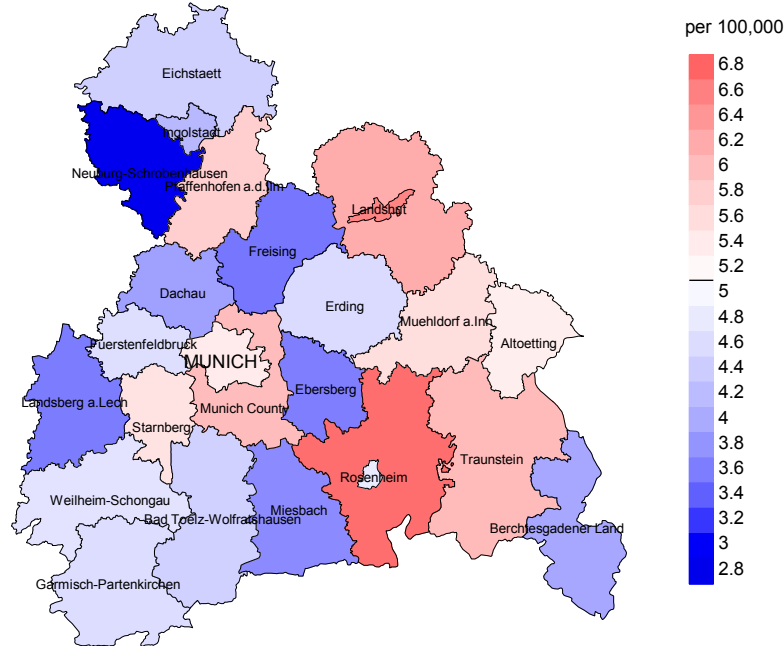 per 100,000
6.8
6.6
6.4
6.2
6
5.8
5.6
5.4
5.2
5
4.8
4.6
4.4
4.2
4
3.8
3.6
3.4
3.2
3
2.8
Eichstaett
Ingolstadt
Neuburg-Schrobenhausen
Pfaffenhofen a.d.Ilm
Landshut
Freising
Dachau
Erding
Muehldorf a.Inn
Altoetting
Fuerstenfeldbruck
MUNICH
Ebersberg
Landsberg a.Lech
Munich County
Starnberg
Traunstein
Rosenheim
Weilheim-Schongau
Miesbach
Bad Toelz-Wolfratshausen
Berchtesgadener Land
Garmisch-Partenkirchen